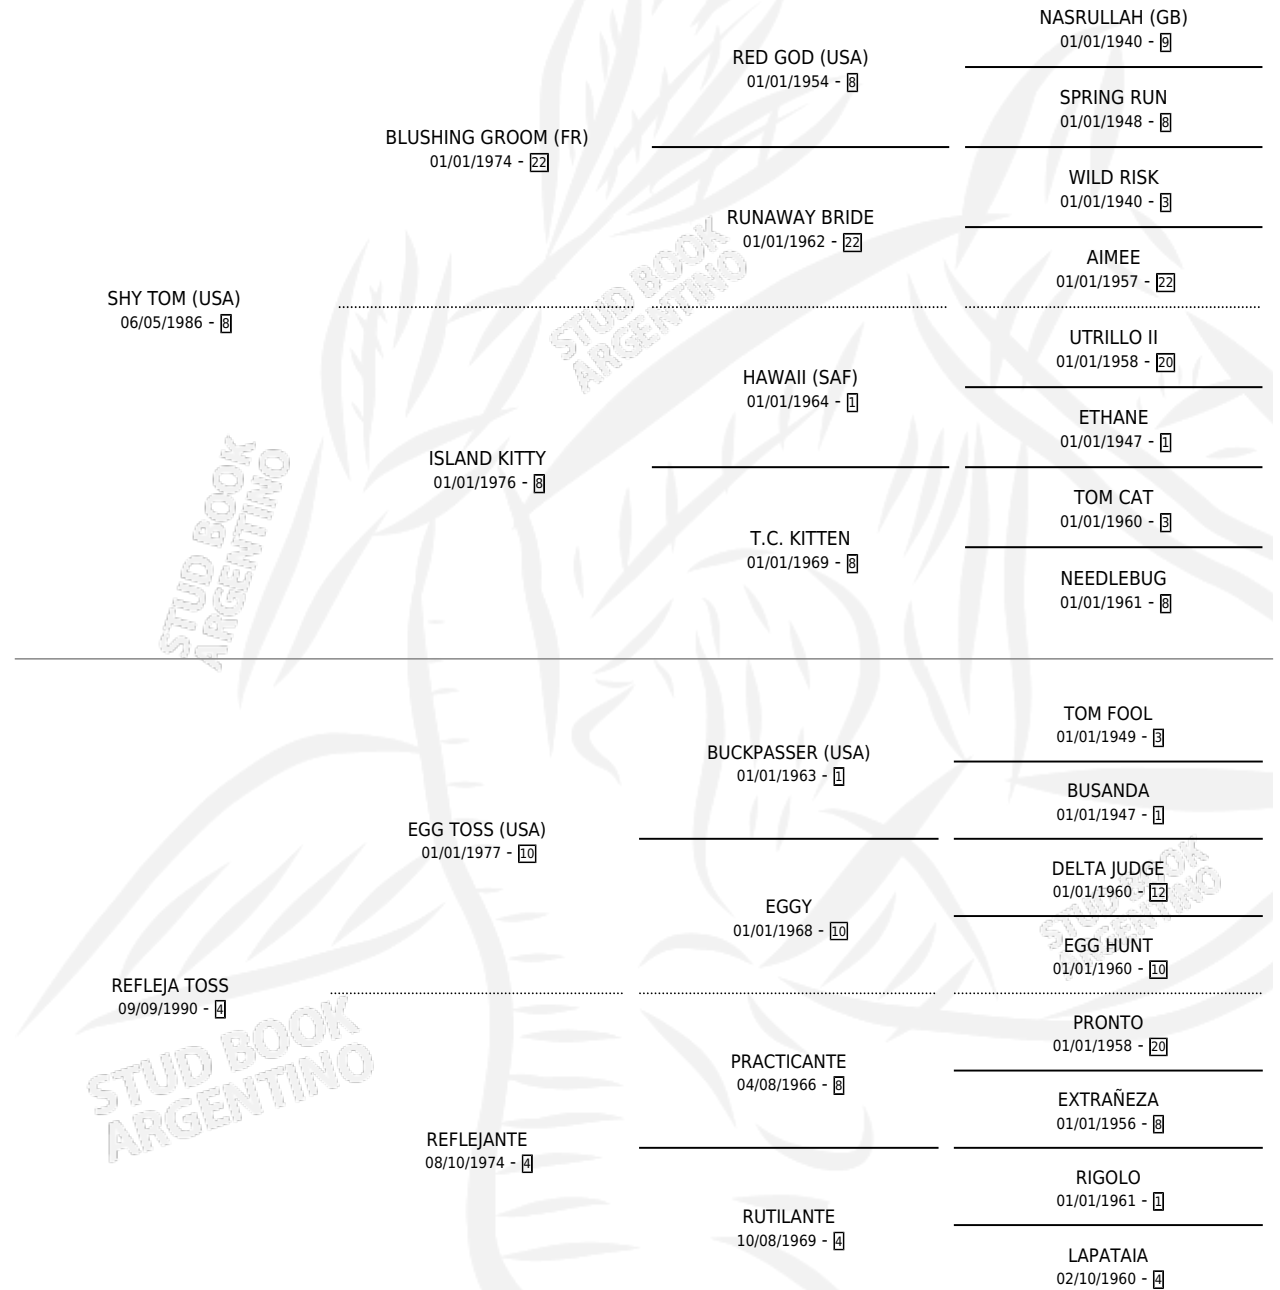 NASRULLAH (GB)
01/01/1940 - 9
RED GOD (USA)
01/01/1954 - 8
SPRING RUN
01/01/1948 - 8
BLUSHING GROOM (FR)
01/01/1974 - 22
WILD RISK
01/01/1940 - 3
RUNAWAY BRIDE
01/01/1962 - 22
AIMEE
01/01/1957 - 22
SHY TOM (USA)
06/05/1986 - 8
UTRILLO II
01/01/1958 - 20
HAWAII (SAF)
01/01/1964 - 1
ETHANE
01/01/1947 - 1
ISLAND KITTY
01/01/1976 - 8
TOM CAT
01/01/1960 - 3
T.C. KITTEN
01/01/1969 - 8
NEEDLEBUG
01/01/1961 - 8
TOM FOOL
01/01/1949 - 3
BUCKPASSER (USA)
01/01/1963 - 1
BUSANDA
01/01/1947 - 1
EGG TOSS (USA)
01/01/1977 - 10
DELTA JUDGE
01/01/1960 - 12
EGGY
01/01/1968 - 10
EGG HUNT
01/01/1960 - 10
REFLEJA TOSS
09/09/1990 - 4
PRONTO
01/01/1958 - 20
PRACTICANTE
04/08/1966 - 8
EXTRAÑEZA
01/01/1956 - 8
REFLEJANTE
08/10/1974 - 4
RIGOLO
01/01/1961 - 1
RUTILANTE
10/08/1969 - 4
LAPATAIA
02/10/1960 - 4
STUD BOOK
ARGENTINO
STUD BOOK
ARGENTINO
STUD BOOK
ARGENTINO
STUD BOOK
ARGENTINO